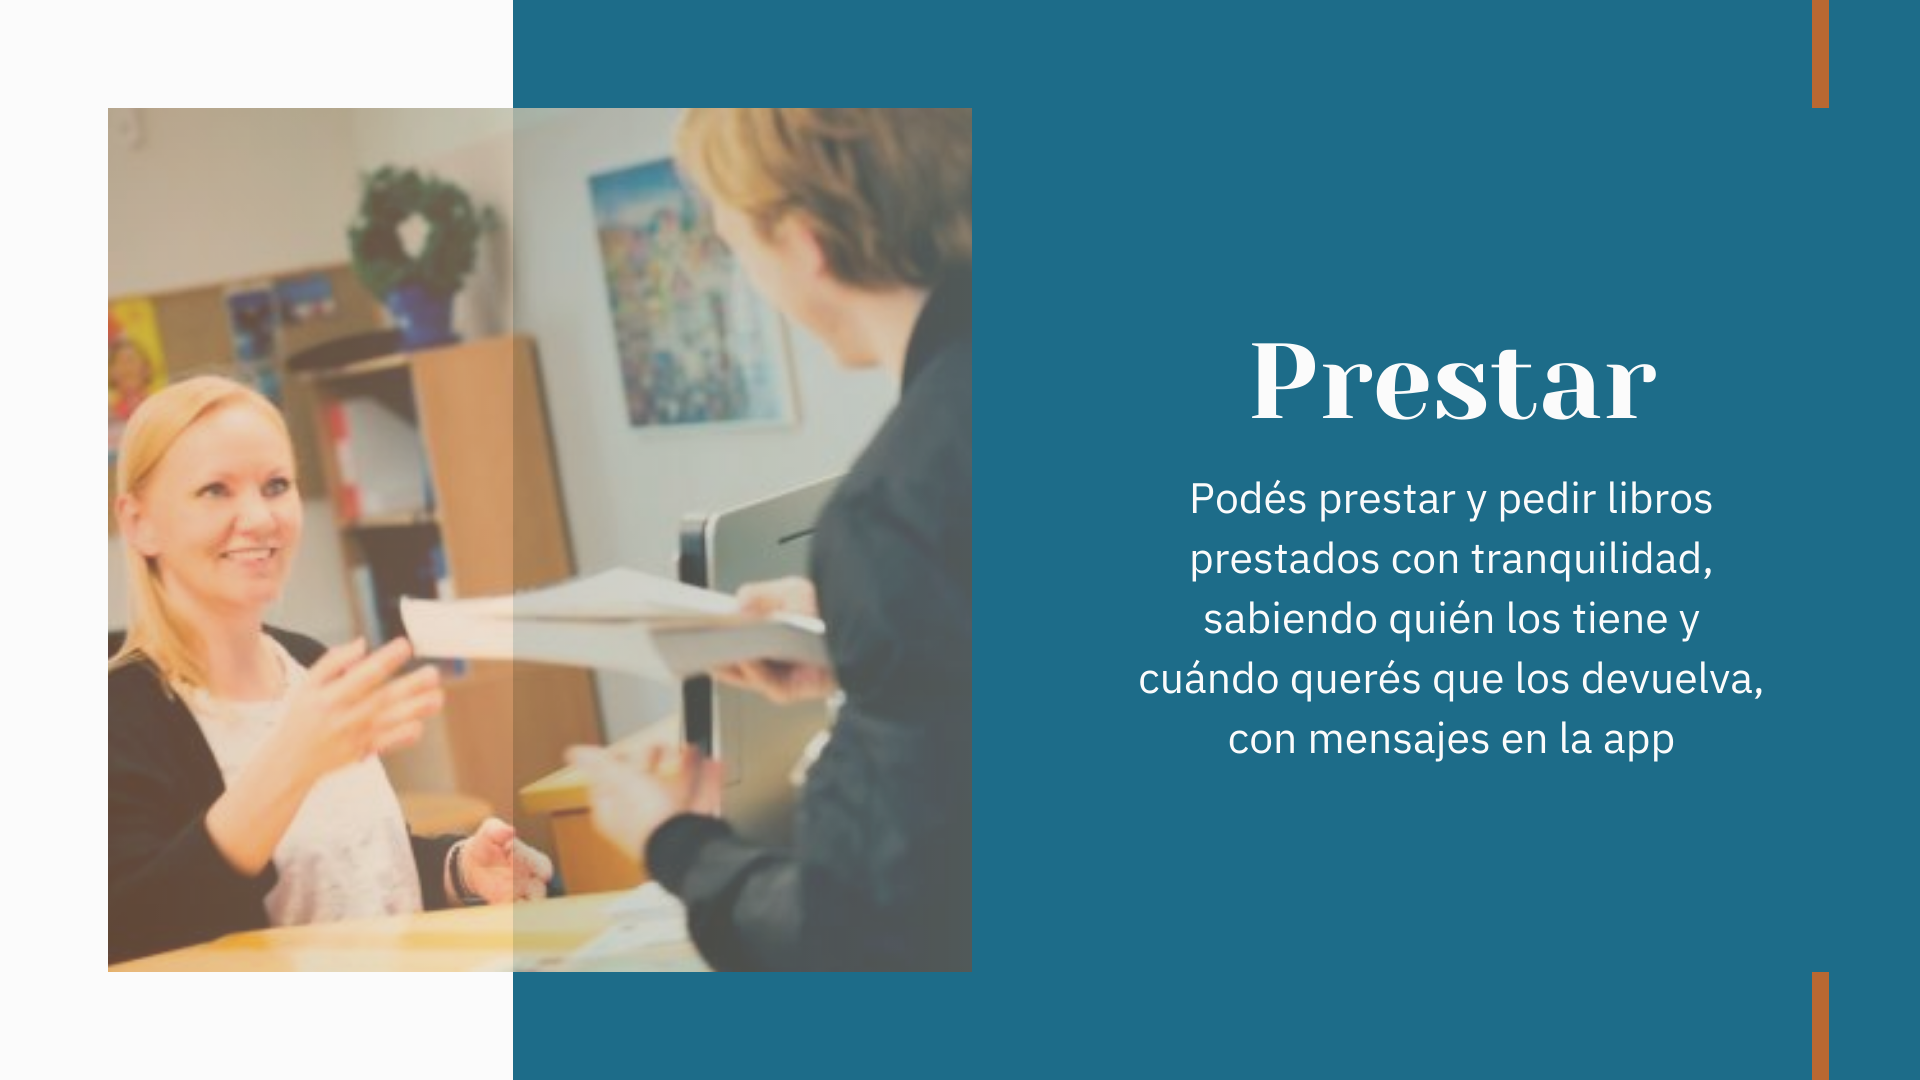 Prestar
Podés prestar y pedir libros
prestados con tranquilidad,
sabiendo quién los tiene y
cuándo querés que los devuelva,
con mensajes en la app